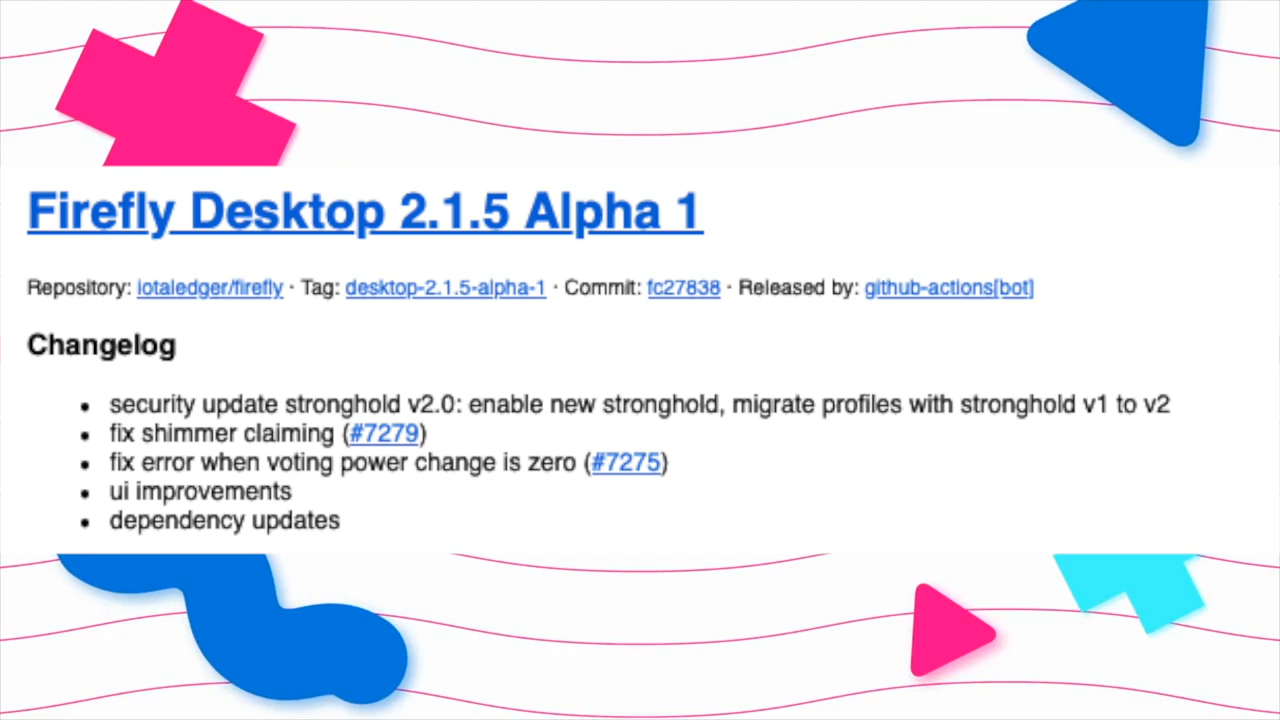 Firefly Desktop 2.1.5 Alpha 1
Repository: iotaledger/firefly · Tag: desktop-2.1.5-alpha-1 · Commit: fc27838 · Released by: github-actions[bot]
Changelog
• security update stronghold v2.0: enable new stronghold, migrate profiles with stronghold v1 to v2
• fix shimmer claiming (#7279)
• fix error when voting power change is zero (#7275)
• ui improvements
• dependency updates